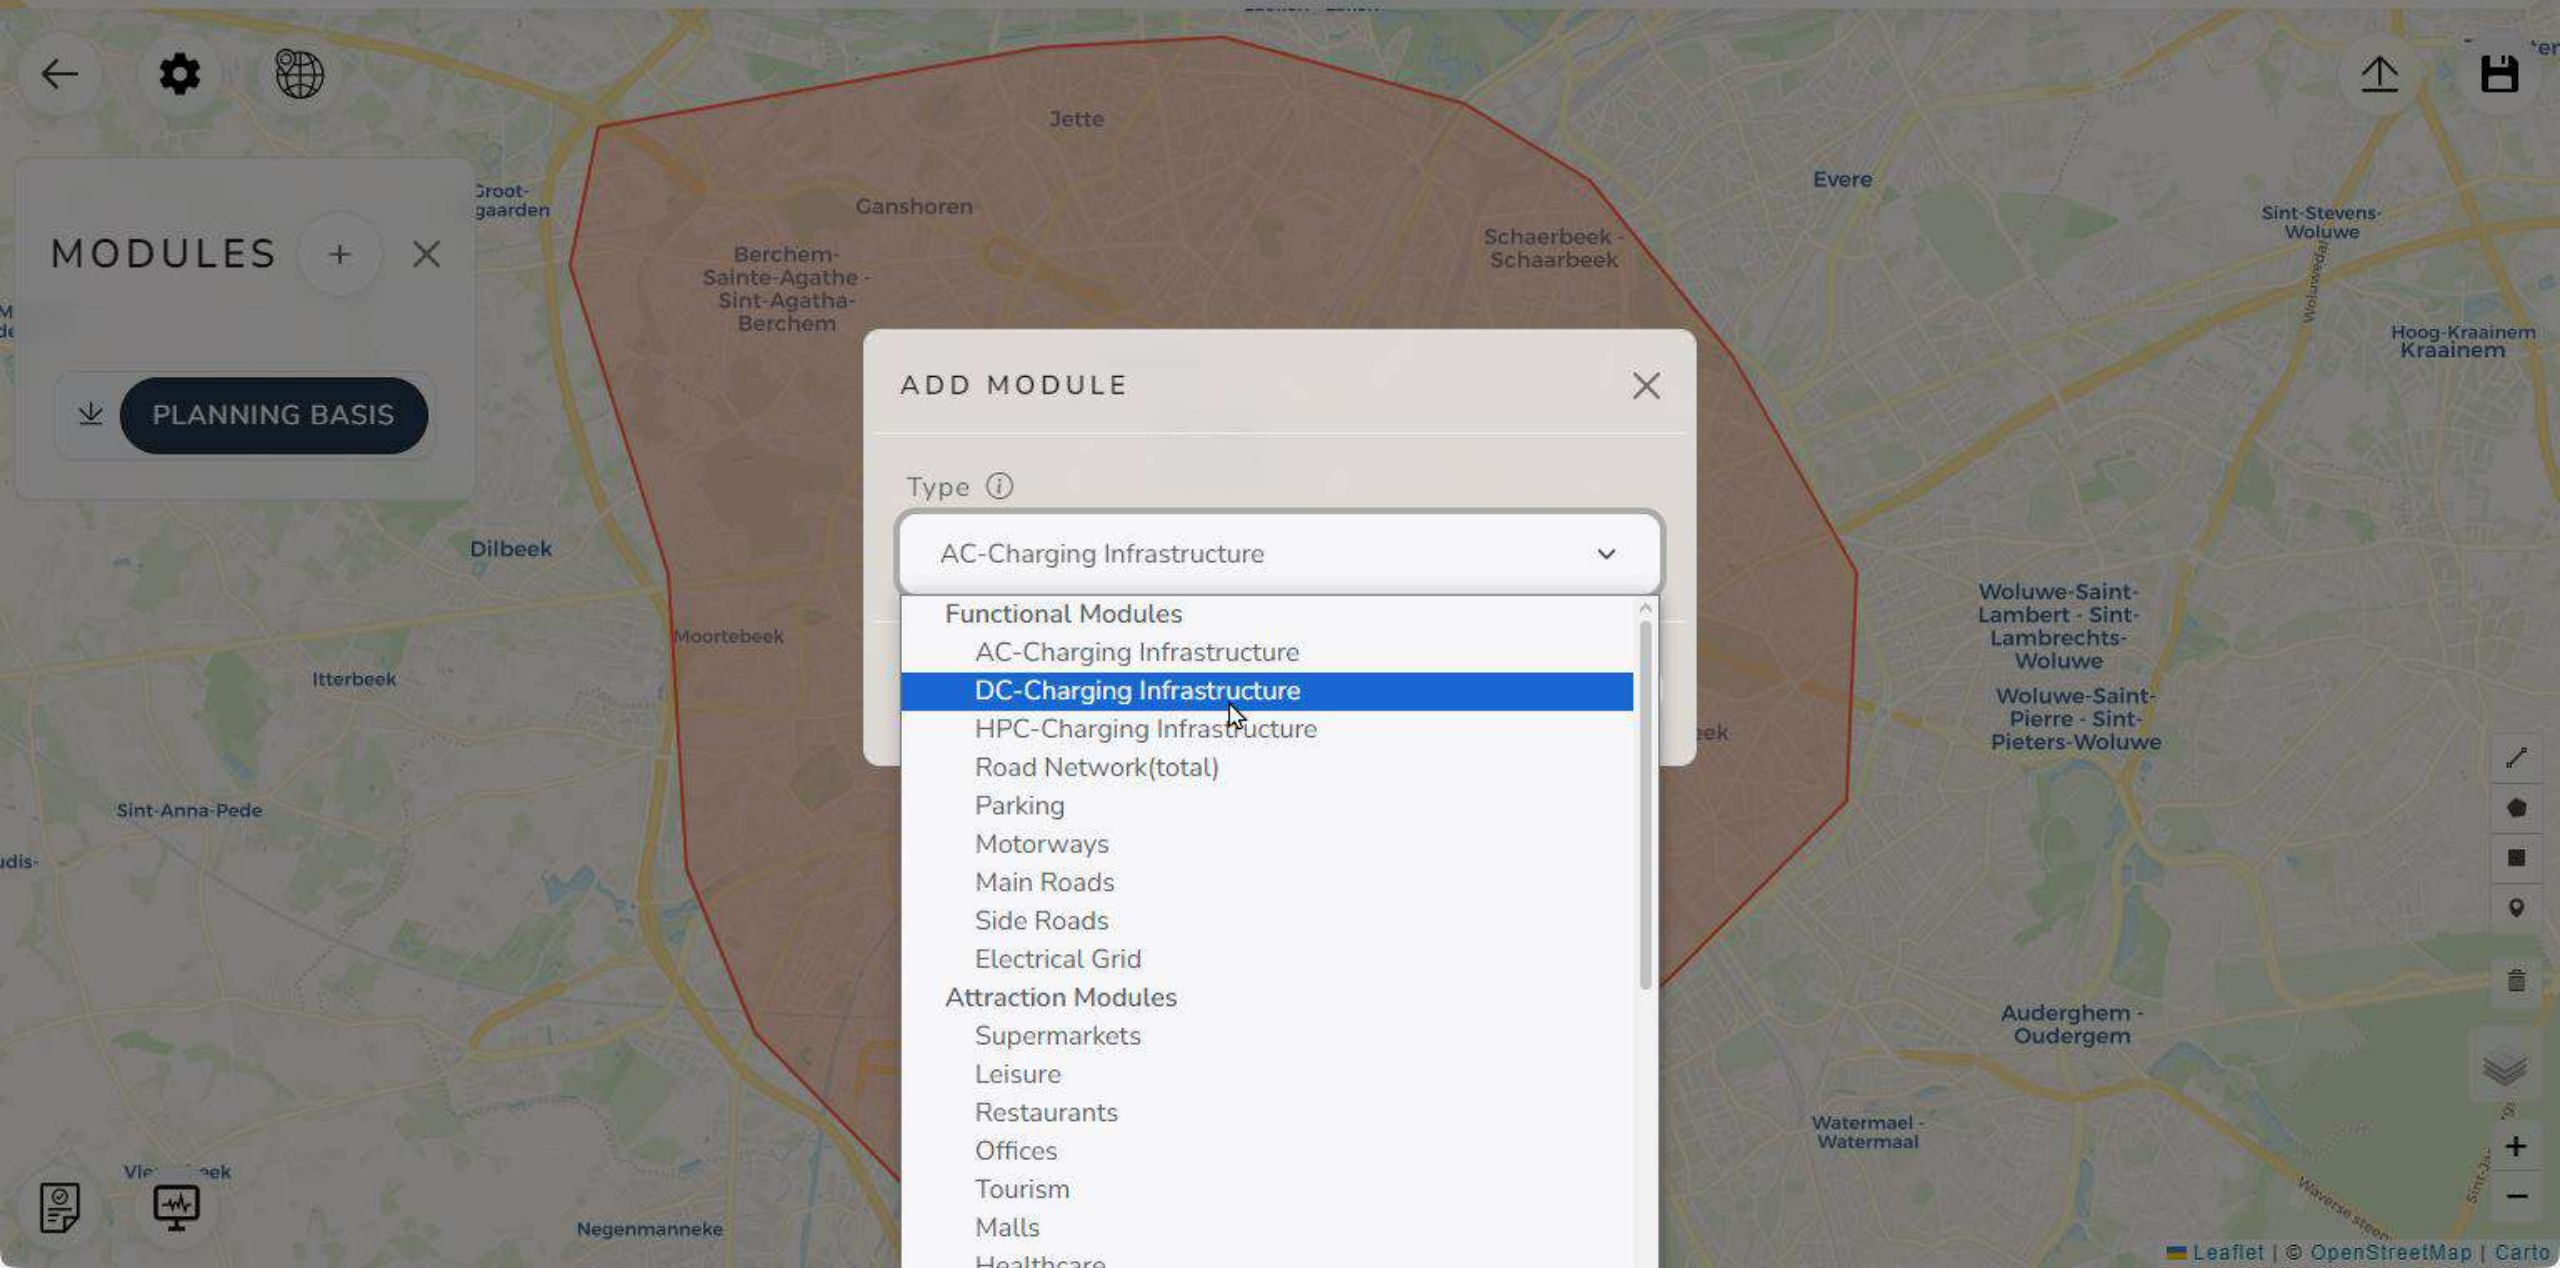 Jette
Groot-
gaarden
Ganshoren
Evere
Sint-Stevens-
Woluwe
Woluwedal
Schaerbeek -
Schaarbeek
Berchem-
Sainte-Agathe -
Sint-Agatha-
Berchem
MODULES +
Hoog-Kraainem
Kraainem
PLANNING BASIS
ADD MODULE
Type
AC-Charging Infrastructure
Functional Modules
AC-Charging Infrastructure
DC-Charging Infrastructure
HPC-Charging Infrastructure
Road Network(total)
Parking
Motorways
Main Roads
Side Roads
Electrical Grid
Attraction Modules
Supermarkets
Leisure
Restaurants
Offices
Tourism
Malls
Healthcare
Dilbeek
Moortebeek
Itterbeek
Sint-Anna-Pede
udis-
eek
Woluwe-Saint-
Lambert - Sint-
Lambrechts-
Woluwe
Woluwe-Saint-
Pierre - Sint-
Pieters-Woluwe
Auderghem -
Oudergem
Watermael -
Watermaal
Negenmanneke
+
−
Leaflet | © OpenStreetMap | Carto